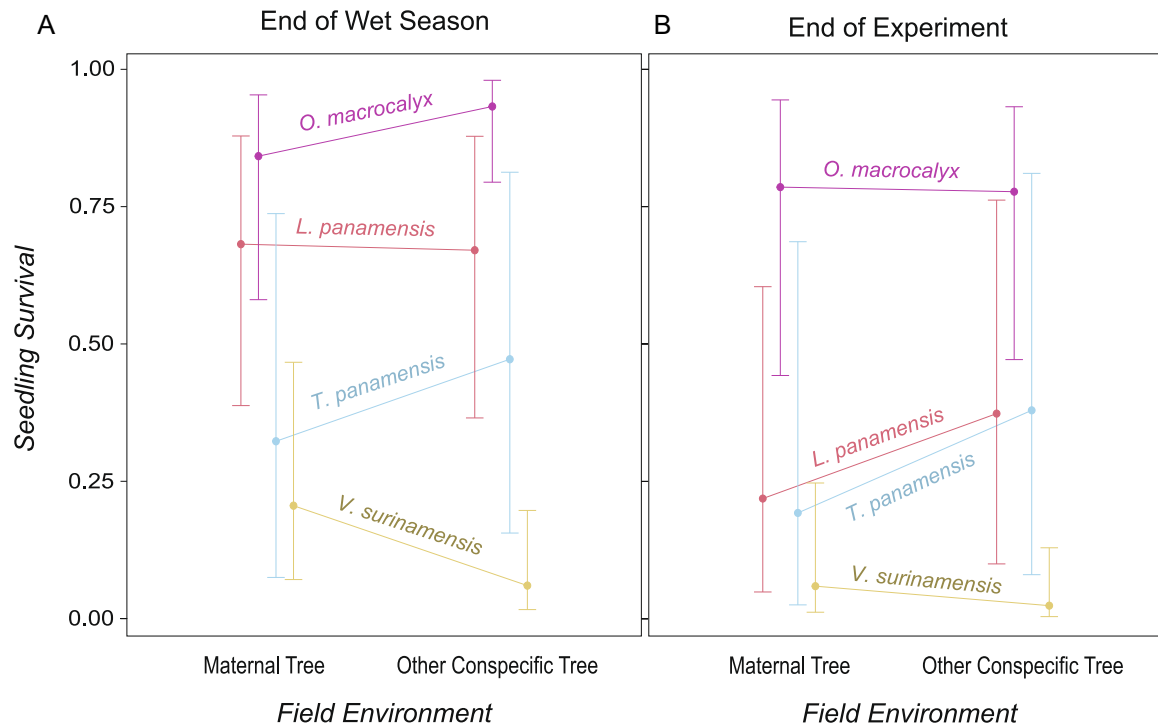 A
End of Wet Season
B
End of Experiment
Seedling Survival
1.00
0.75
0.50
0.25
0.00
O. macrocalyx
L. panamensis
T. panamensis
V. surinamensis
O. macrocalyx
L. panamensis
T. panamensis
V. surinamensis
Maternal Tree
Other Conspecific Tree
Maternal Tree
Other Conspecific Tree
Field Environment
Field Environment